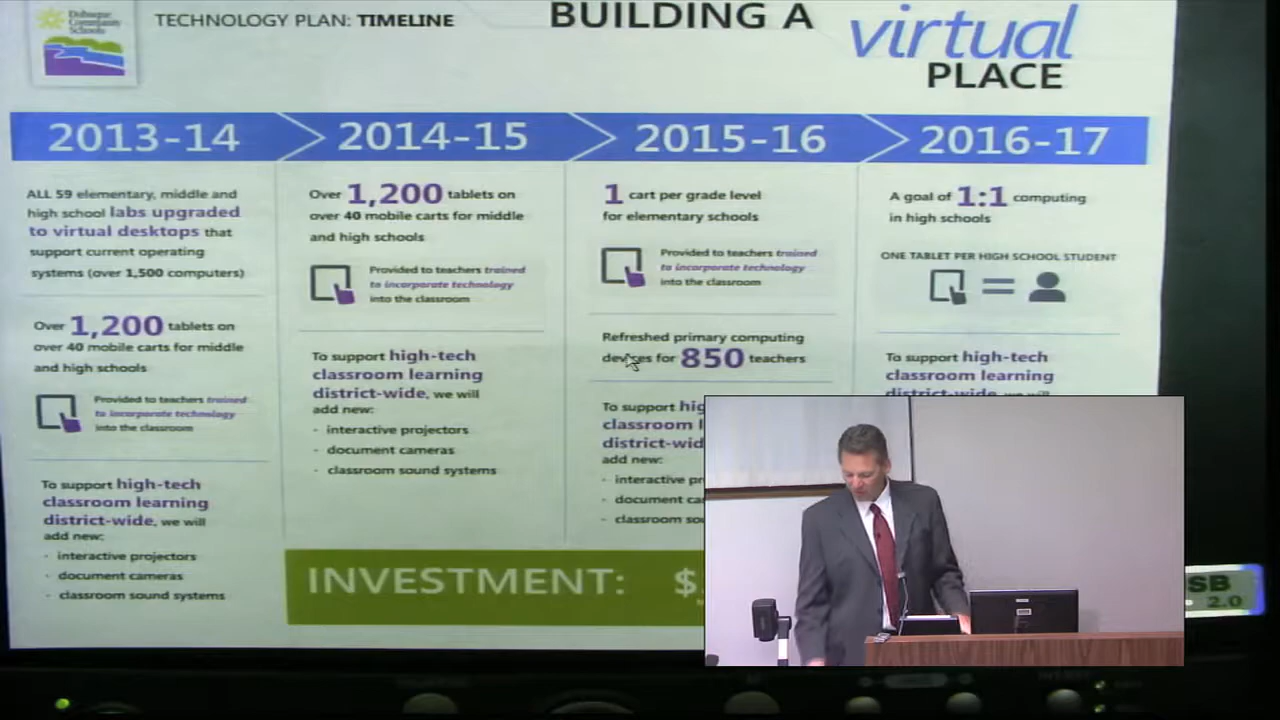 Dubuque
Community
Schools
TECHNOLOGY PLAN: TIMELINE
BUILDING A
virtual
PLACE
2013-14
2014-15
2015-16
2016-17
ALL 59 elementary, middle and
high school labs upgraded
to virtual desktops that
support current operating
systems (over 1,500 computers)
Over 1,200 tablets on
over 40 mobile carts for middle
and high schools
Provided to teachers trained
to incorporate technology
into the classroom
To support high-tech
classroom learning
district-wide, we will
add new:
- interactive projectors
- document cameras
- classroom sound systems
Over 1,200 tablets on
over 40 mobile carts for middle
and high schools
Provided to teachers trained
to incorporate technology
into the classroom
To support high-tech
classroom learning
district-wide, we will
add new:
- interactive projectors
- document cameras
- classroom sound systems
1 cart per grade level
for elementary schools
Provided to teachers trained
to incorporate technology
into the classroom
Refreshed primary computing
devices for 850 teachers
To support hig
classroom l
district-wid
add new:
- interactive pr
- document ca
- classroom sou
A goal of 1:1 computing
in high schools
ONE TABLET PER HIGH SCHOOL STUDENT
=
To support high-tech
classroom learning
district-wide, we will
INVESTMENT: $
SB
2.0